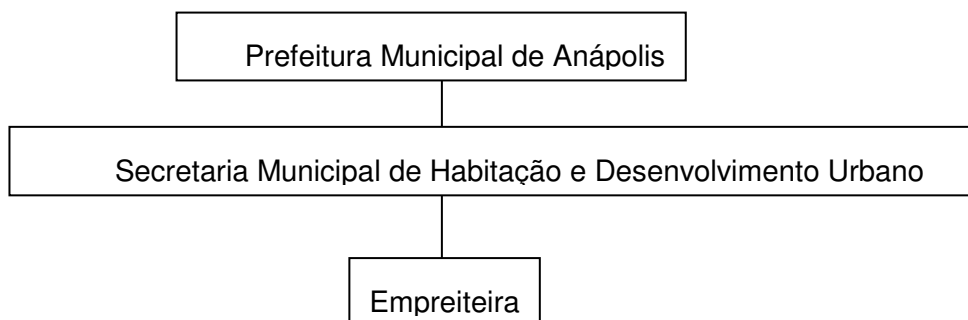 Prefeitura Municipal de Anápolis
Secretaria Municipal de Habitação e Desenvolvimento Urbano
Empreiteira